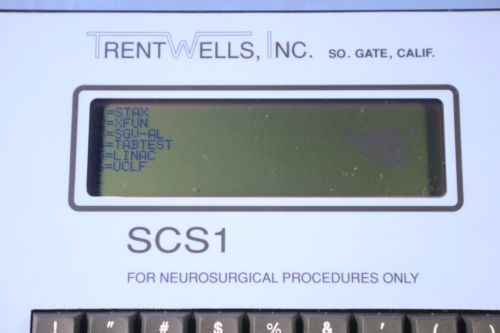 TRENTWELLS, INC. SO. GATE, CALIF.
=STAX
=XFUN
=SGV-AL
=TABTEST
=LINAC
=UCLF
SCS1
FOR NEUROSURGICAL PROCEDURES ONLY
! " # $ % & ' ( )